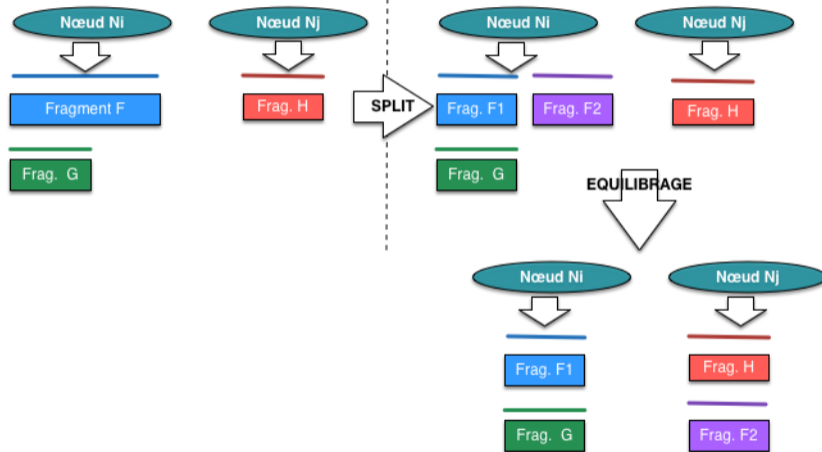 Nœud Ni
Nœud Nj
Fragment F
Frag. H
Frag. G
SPLIT
Nœud Ni
Nœud Nj
Frag. F1
Frag. F2
Frag. H
Frag. G
EQUILIBRAGE
Nœud Ni
Nœud Nj
Frag. F1
Frag. H
Frag. G
Frag. F2